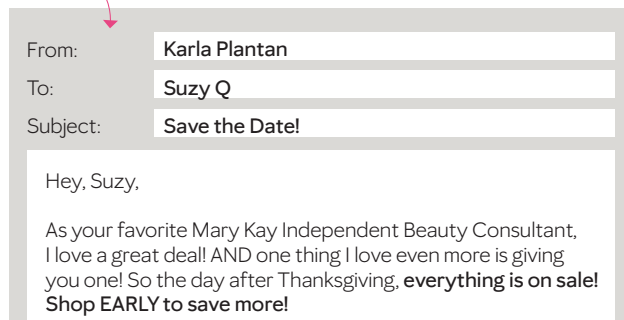 From: Karla Plantan
To: Suzy Q
Subject: Save the Date!
Hey, Suzy,
As your favorite Mary Kay Independent Beauty Consultant,
I love a great deal! AND one thing I love even more is giving
you one! So the day after Thanksgiving, everything is on sale!
Shop EARLY to save more!